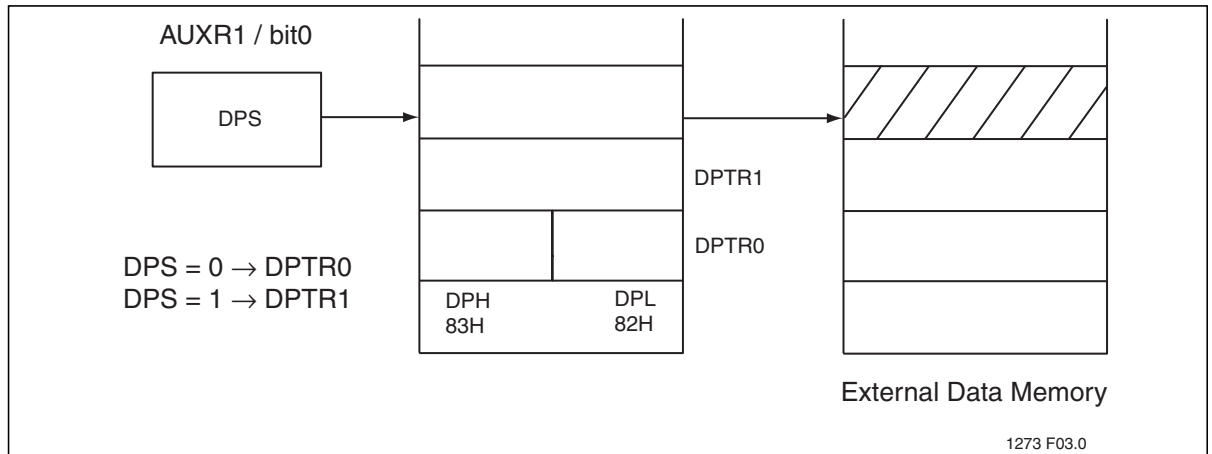 AUXR1 / bit0
DPS
DPTR1
DPTR0
DPS = 0 → DPTR0
DPS = 1 → DPTR1
DPH DPL
83H 82H
External Data Memory
1273 F03.0